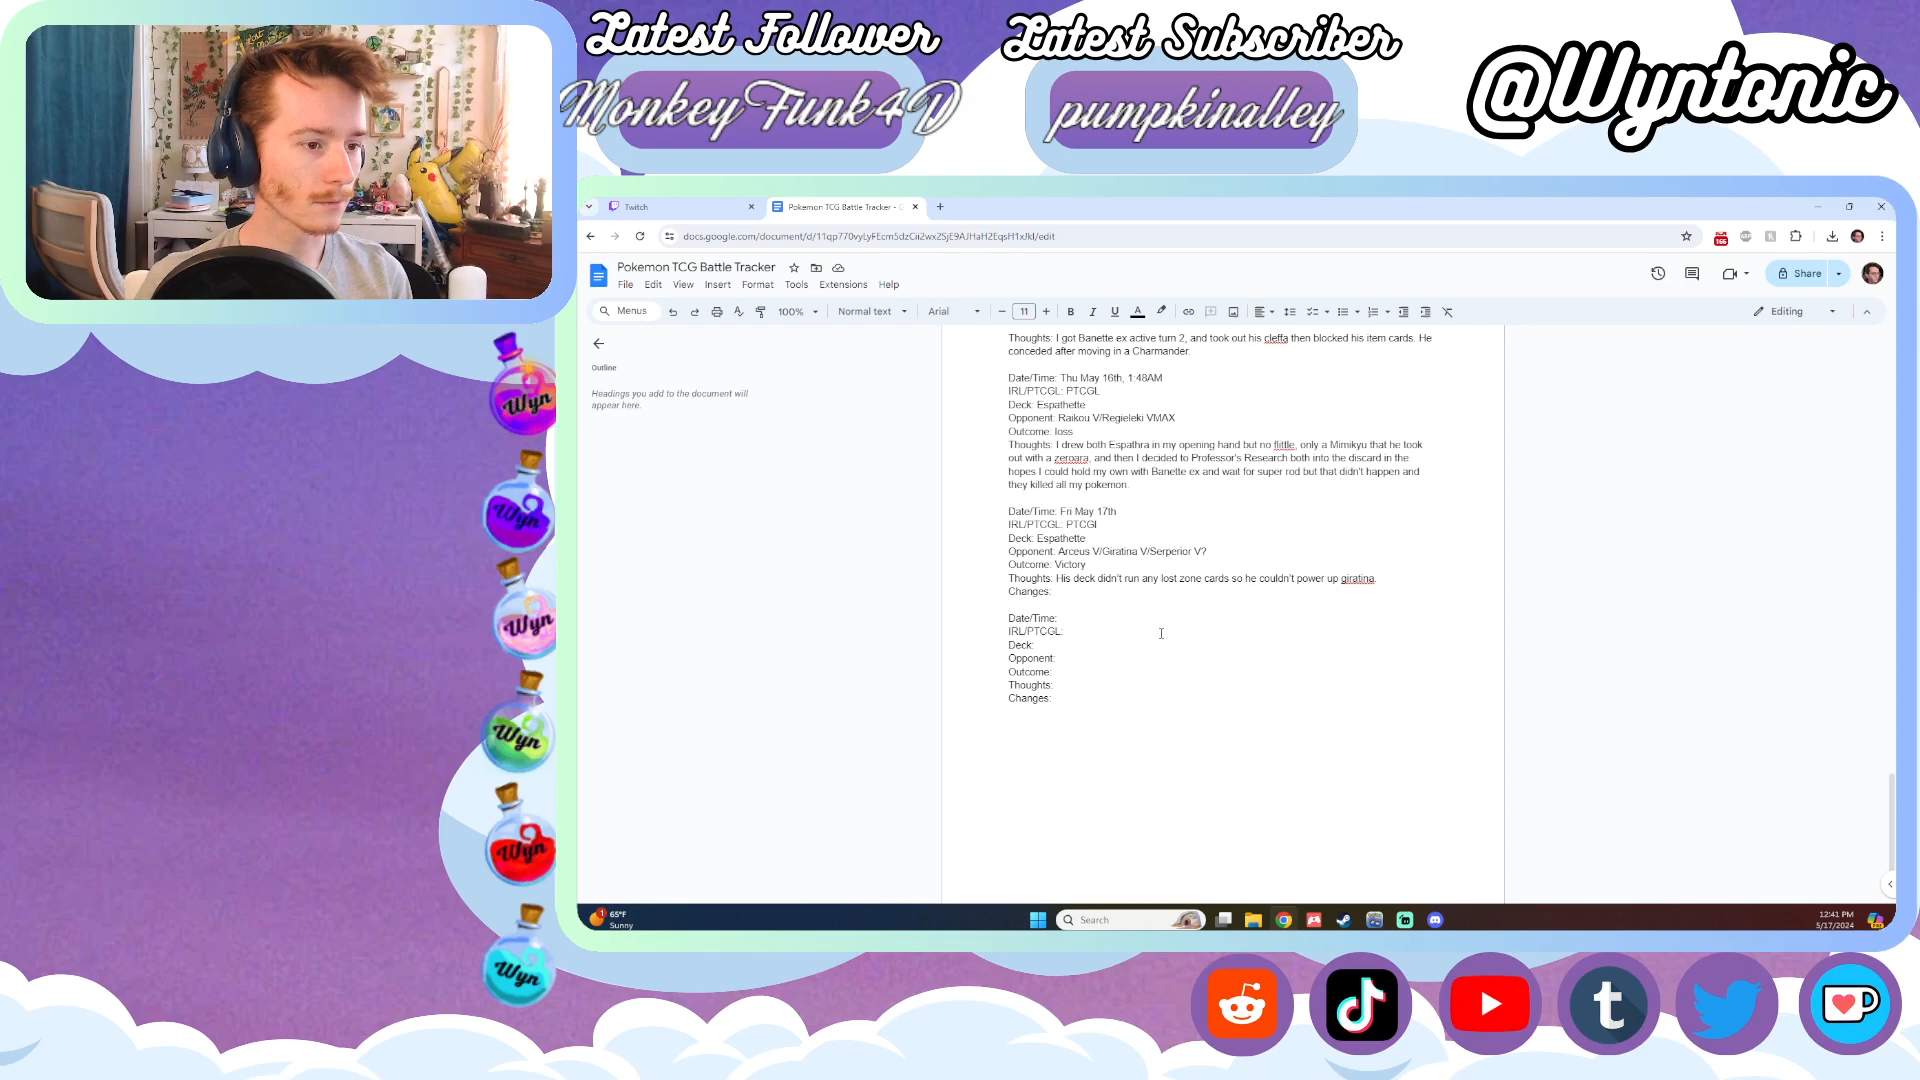 Latest Follower
MonkeyFunk4D
Latest Subscriber
pumpkinalley
@Wyntonic
Twitch
Pokemon TCG Battle Tracker - G
docs.google.com/document/d/11qp770vyLyFEcm5dzCii2wx2SjE9AJHaH2EqsH1xJkI/edit
166
Pokemon TCG Battle Tracker
File Edit View Insert Format Tools Extensions Help
Share
Menus
100%
Normal text
Arial
11
Editing
Outline
Headings you add to the document will
appear here.
Thoughts: I got Banette ex active turn 2, and took out his cleffa then blocked his item cards. He
conceded after moving in a Charmander.
Date/Time: Thu May 16th, 1:48AM
IRL/PTCGL: PTCGL
Deck: Espathette
Opponent: Raikou V/Regieleki VMAX
Outcome: loss
Thoughts: I drew both Espathra in my opening hand but no flittle, only a Mimikyu that he took
out with a zeroara, and then I decided to Professor's Research both into the discard in the
hopes I could hold my own with Banette ex and wait for super rod but that didn't happen and
they killed all my pokemon.
Date/Time: Fri May 17th
IRL/PTCGL: PTCGl
Deck: Espathette
Opponent: Arceus V/Giratina V/Serperior V?
Outcome: Victory
Thoughts: His deck didn't run any lost zone cards so he couldn't power up giratina.
Changes:
Date/Time:
IRL/PTCGL:
Deck:
Opponent:
Outcome:
Thoughts:
Changes:
Wyn
Wyn
Wyn
Wyn
Wyn
Wyn
1
65°F
Sunny
Search
12:41 PM
5/17/2024